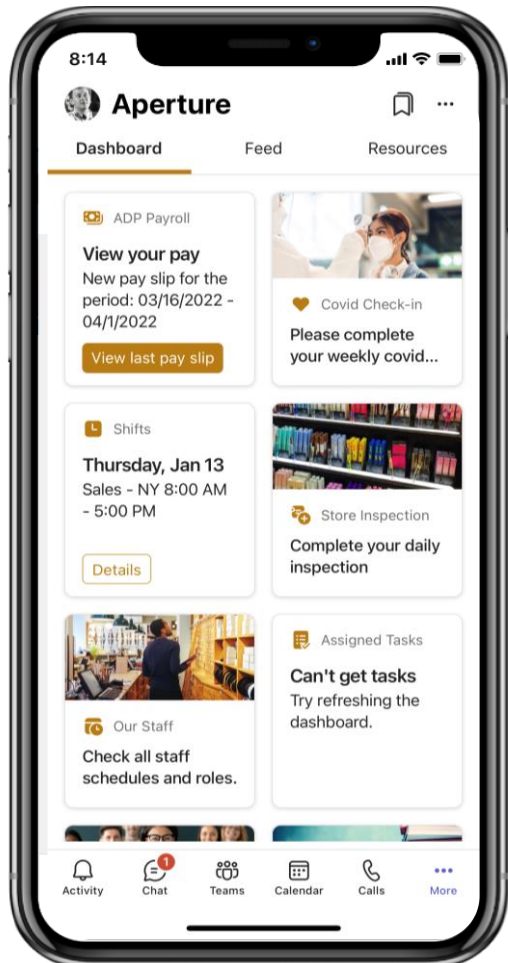 8:14
Aperture
Dashboard
Feed
Resources
ADP Payroll
View your pay
New pay slip for the
period: 03/16/2022 -
04/1/2022
View last pay slip
Covid Check-in
Please complete
your weekly covid...
Shifts
Thursday, Jan 13
Sales - NY 8:00 AM
- 5:00 PM
Details
Store Inspection
Complete your daily
inspection
Our Staff
Check all staff
schedules and roles.
Assigned Tasks
Can't get tasks
Try refreshing the
dashboard.
Activity
1
Chat
Teams
Calendar
Calls
More